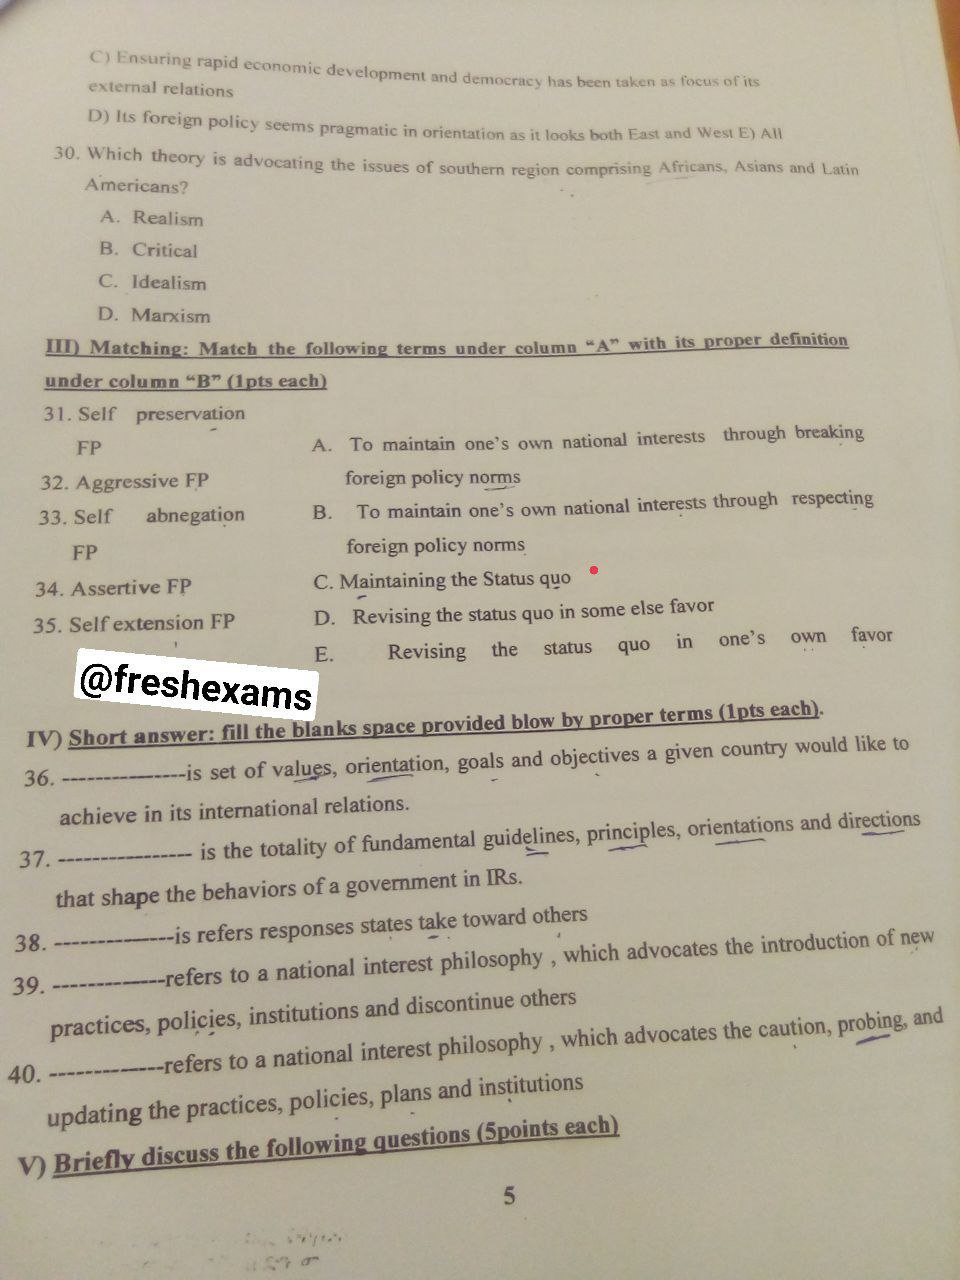 C) Ensuring rapid economic development and democracy has been taken as focus of its
external relations
D) Its foreign policy seems pragmatic in orientation as it looks both East and West E) All
30. Which theory is advocating the issues of southern region comprising Africans, Asians and Latin
Americans?
A. Realism
B. Critical
C. Idealism
D. Marxism
III) Matching: Match the following terms under column “A” with its proper definition
under column “B” (1pts each)
31. Self preservation
FP
A. To maintain one’s own national interests through breaking
32. Aggressive FP
foreign policy norms
33. Self abnegation
B. To maintain one’s own national interests through respecting
FP
foreign policy norms
34. Assertive FP
C. Maintaining the Status quo
35. Self extension FP
D. Revising the status quo in some else favor
E. Revising the status quo in one’s own favor
@freshexams
IV) Short answer: fill the blanks space provided blow by proper terms (1pts each).
36. ---------------is set of values, orientation, goals and objectives a given country would like to
achieve in its international relations.
37. ---------------- is the totality of fundamental guidelines, principles, orientations and directions
that shape the behaviors of a government in IRs.
38. --------------is refers responses states take toward others
39. -------------refers to a national interest philosophy , which advocates the introduction of new
practices, policies, institutions and discontinue others
40. -------------refers to a national interest philosophy , which advocates the caution, probing, and
updating the practices, policies, plans and institutions
V) Briefly discuss the following questions (5points each)
5